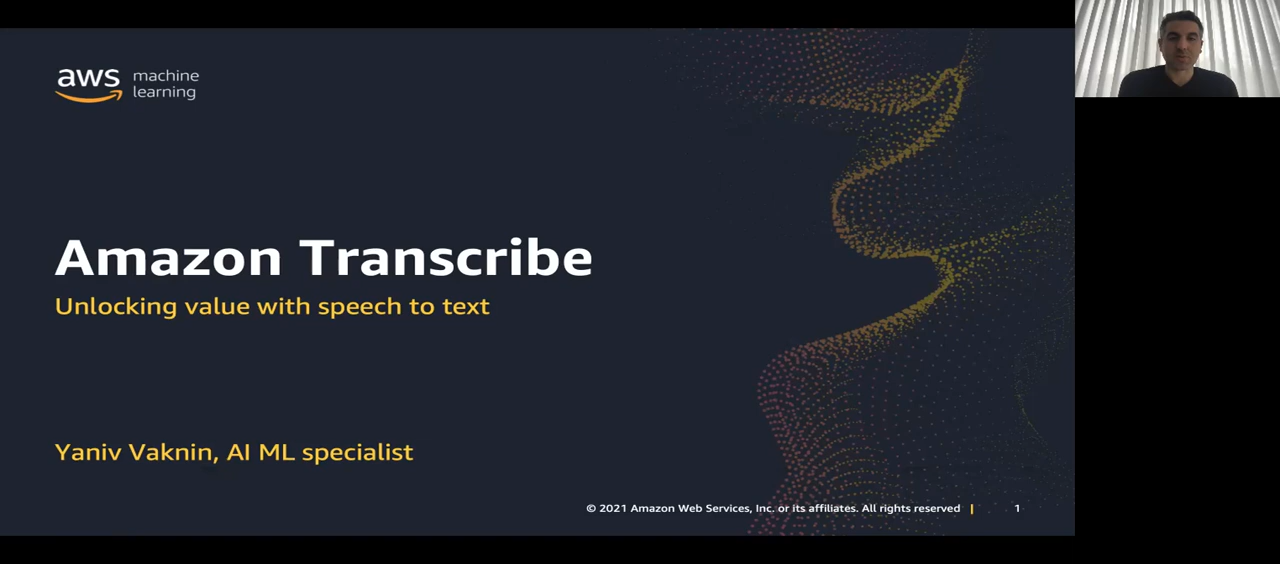 aws machine
learning
Amazon Transcribe
Unlocking value with speech to text
Yaniv Vaknin, AI ML specialist
© 2021 Amazon Web Services, Inc. or its affiliates. All rights reserved | 1